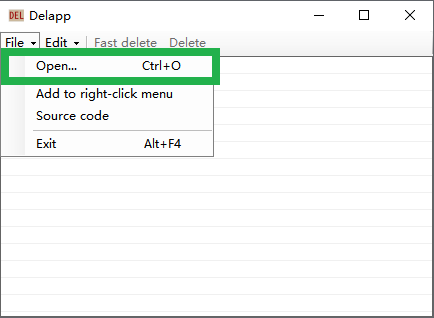 DEL Delapp
File Edit Fast delete Delete
Open... Ctrl+O
Add to right-click menu
Source code
Exit Alt+F4